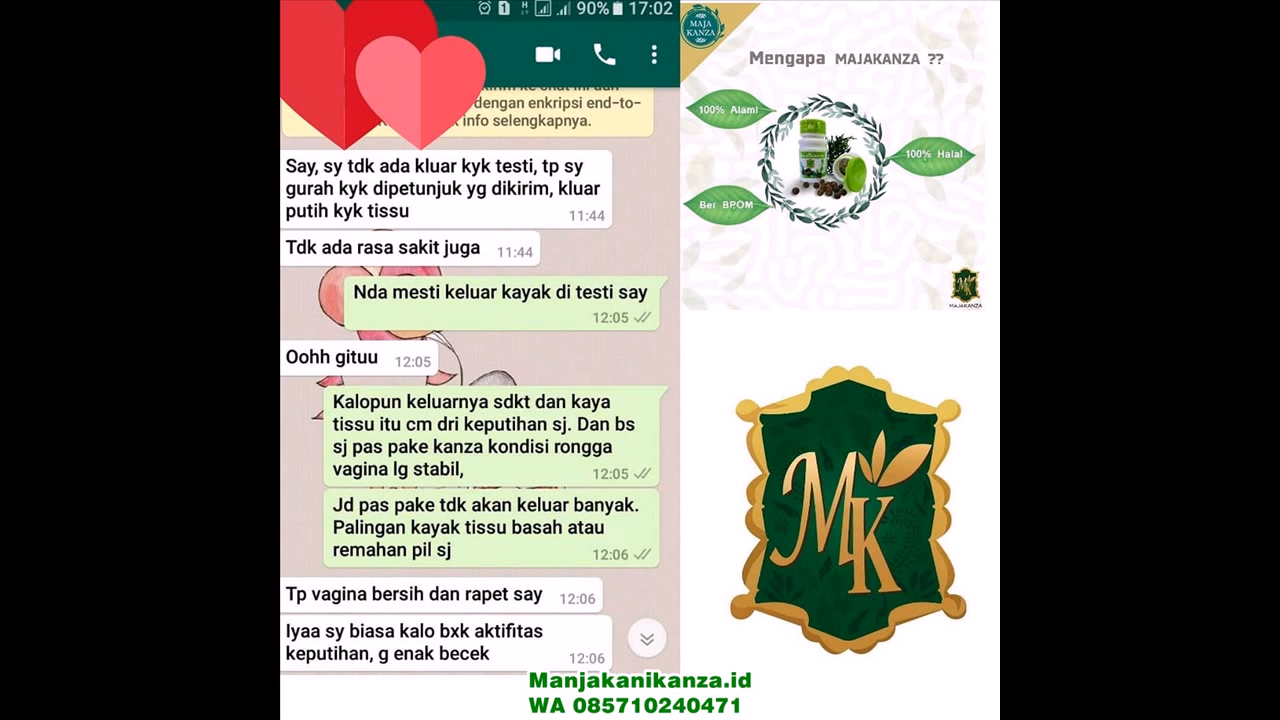 90% 17:02
dengan enkripsi end-to-
info selengkapnya.
Say, sy tdk ada kluar kyk testi, tp sy
gurah kyk dipetunjuk yg dikirim, kluar
putih kyk tissu
11:44
Tdk ada rasa sakit juga
11:44
Nda mesti keluar kayak di testi say
12:05
Oohh gituu
12:05
Kalopun keluarnya sdkt dan kaya
tissu itu cm dri keputihan sj. Dan bs
sj pas pake kanza kondisi rongga
vagina lg stabil,
12:05
Jd pas pake tdk akan keluar banyak.
Palingan kayak tissu basah atau
remahan pil sj
12:06
Tp vagina bersih dan rapet say
12:06
Iyaa sy biasa kalo bxk aktifitas
keputihan, g enak becek
12:06
MAJA
KANZA
Mengapa MAJAKANZA ??
100% Alami
100% Halal
Ber BPOM
MK
MAJAKANZA
MK
Manjakanikanza.id
WA 085710240471